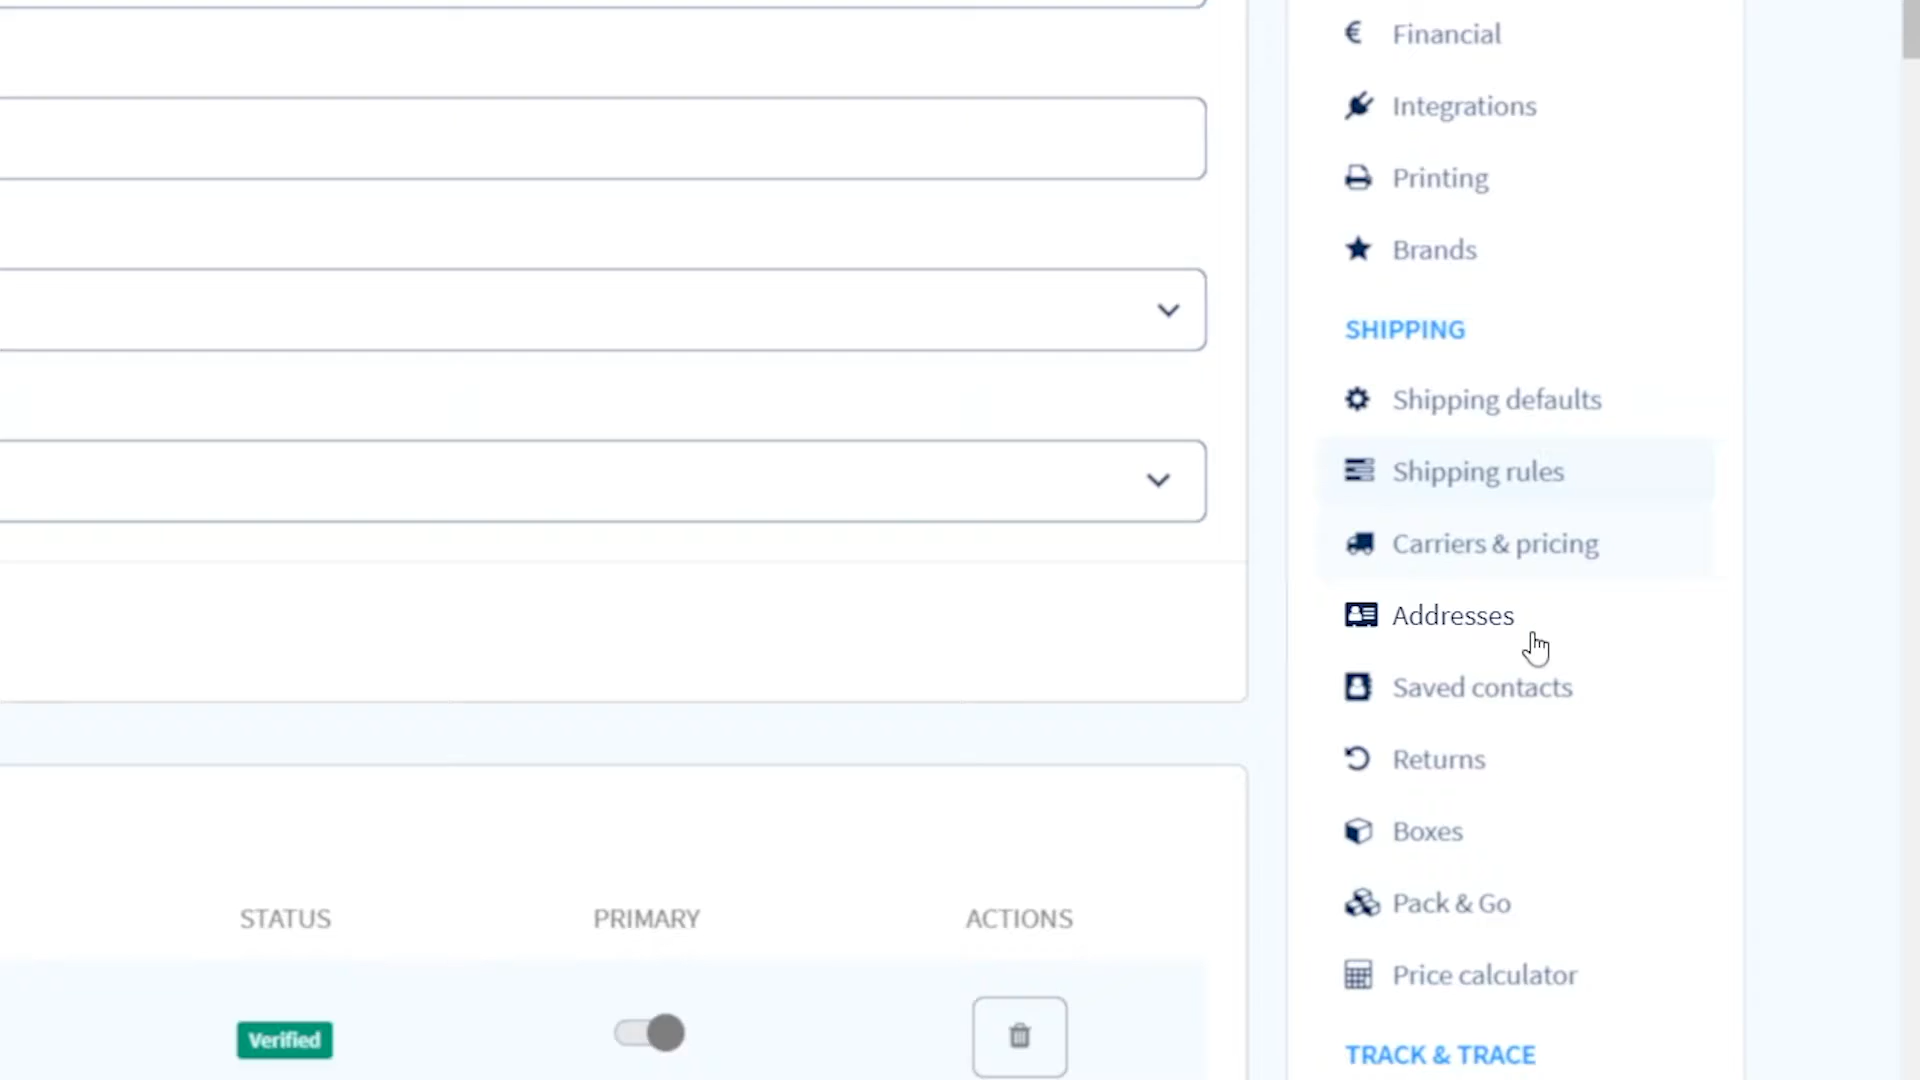 Financial
Integrations
Printing
Brands
SHIPPING
Shipping defaults
Shipping rules
Carriers & pricing
Addresses
Saved contacts
Returns
Boxes
Pack & Go
Price calculator
TRACK & TRACE
STATUS PRIMARY ACTIONS
Verified